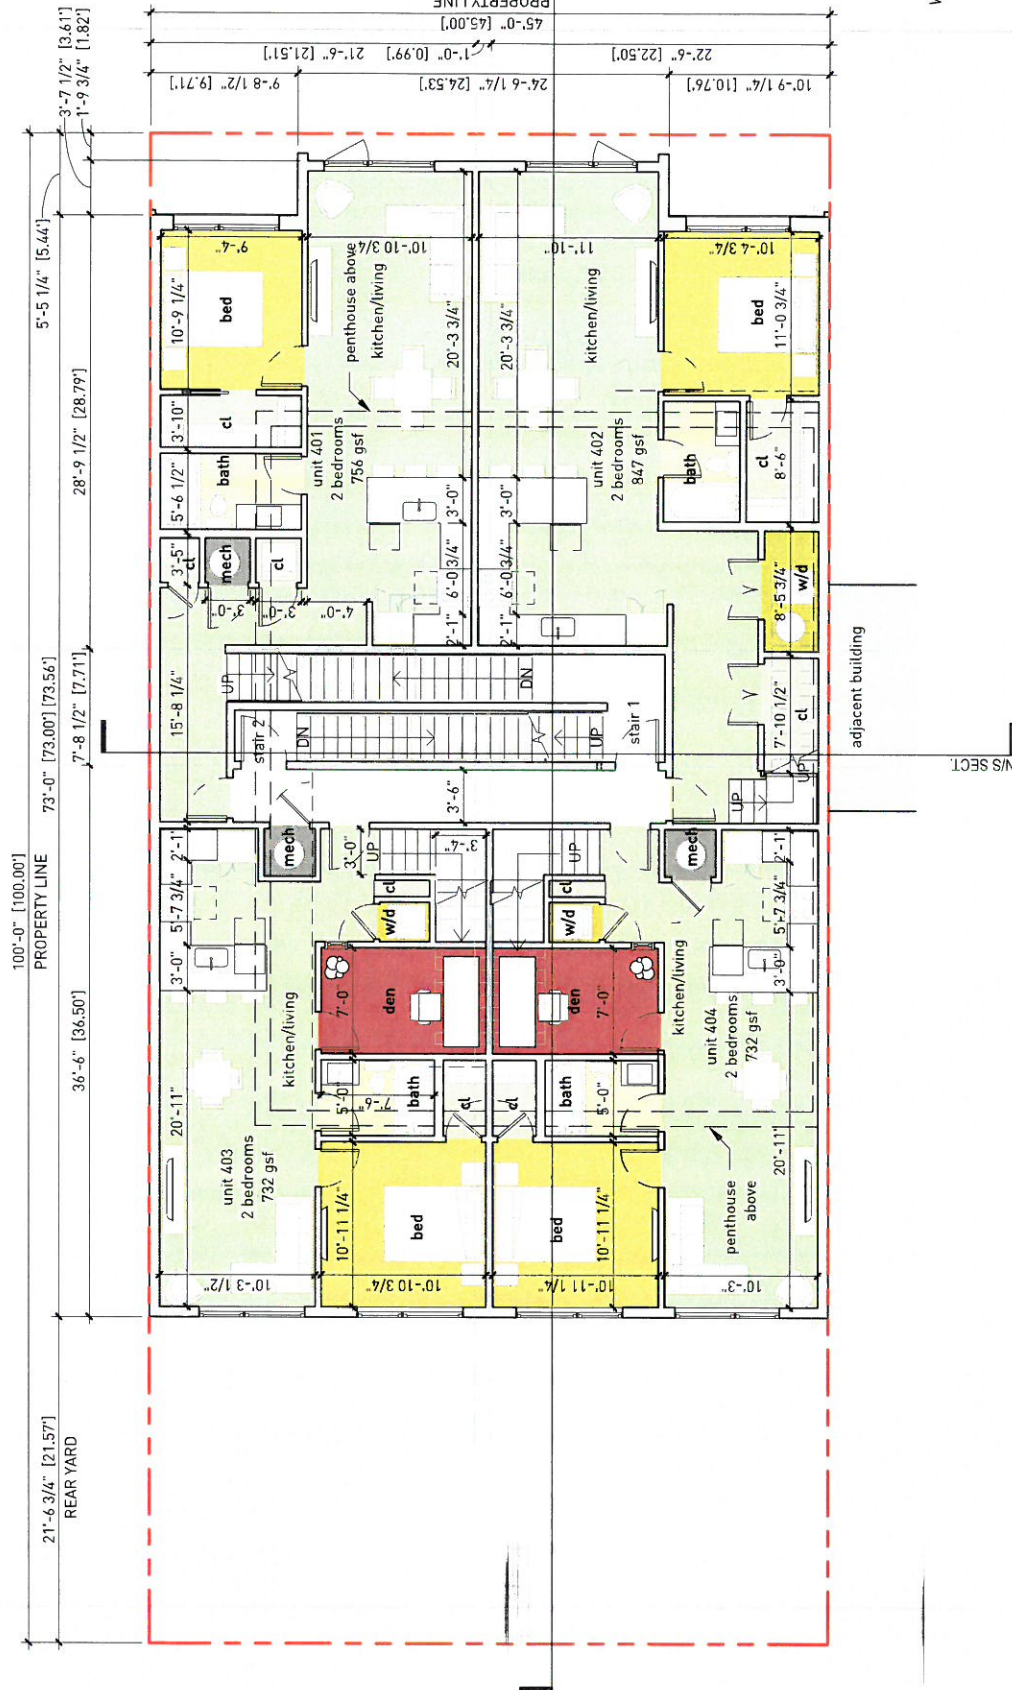 100'-0" [100.00']
PROPERTY LINE
73'-0" [73.00'] [73.56']
21'-6 3/4" [21.57']
REAR YARD
36'-6" [36.50']
7'-8 1/2" [7.71']
28'-9 1/2" [28.79']
5'-5 1/4" [5.44']
3'-7 1/2" [3.61']
1'-9 3/4" [1.82']
PROPERTY LINE
45'-0" [45.00']
21'-6" [21.51']
1'-0" [0.99']
22'-6" [22.50']
9'-8 1/2" [9.71']
24'-6 1/4" [24.53']
10'-9 1/4" [10.76']
unit 401
2 bedrooms
756 gsf
kitchen/living
penthouse above
bed
9'-4"
10'-9 1/4"
10'-10 3/4"
20'-3 3/4"
3'-10"
cl
5'-6 1/2"
bath
3'-5"
cl
mech
cl
3'-0"
3'-0"
4'-0"
3'-0"
6'-0 3/4"
2'-1"
15'-8 1/4"
unit 402
2 bedrooms
847 gsf
kitchen/living
11'-10"
20'-3 3/4"
3'-0"
6'-0 3/4"
2'-1"
bed
10'-4 3/4"
11'-0 3/4"
bath
cl
8'-6"
w/d
8'-5 3/4"
cl
7'-10 1/2"
UP
UP
adjacent building
N/S SECT.
UP
DN
stair 2
DN
UP
stair 1
3'-6"
unit 403
2 bedrooms
732 gsf
kitchen/living
20'-11"
3'-0"
5'-7 3/4"
2'-1"
mech
3'-0"
UP
3'-4"
cl
w/d
den
7'-0"
bath
5'-0"
7'-6"
cl
bed
10'-11 1/4"
10'-3 1/2"
10'-10 3/4"
unit 404
2 bedrooms
732 gsf
kitchen/living
20'-11"
3'-0"
5'-7 3/4"
2'-1"
mech
UP
cl
w/d
den
7'-0"
bath
5'-0"
cl
bed
10'-11 1/4"
10'-11 1/4"
10'-3"
penthouse
above